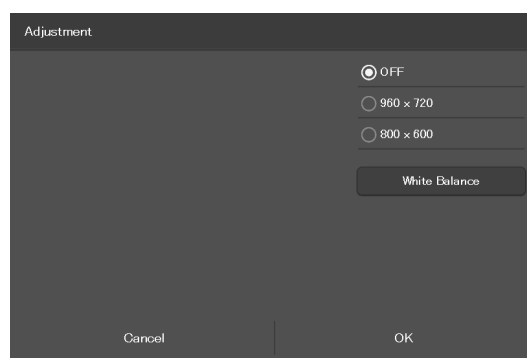 Adjustment
OFF
960 × 720
800 × 600
White Balance
Cancel
OK